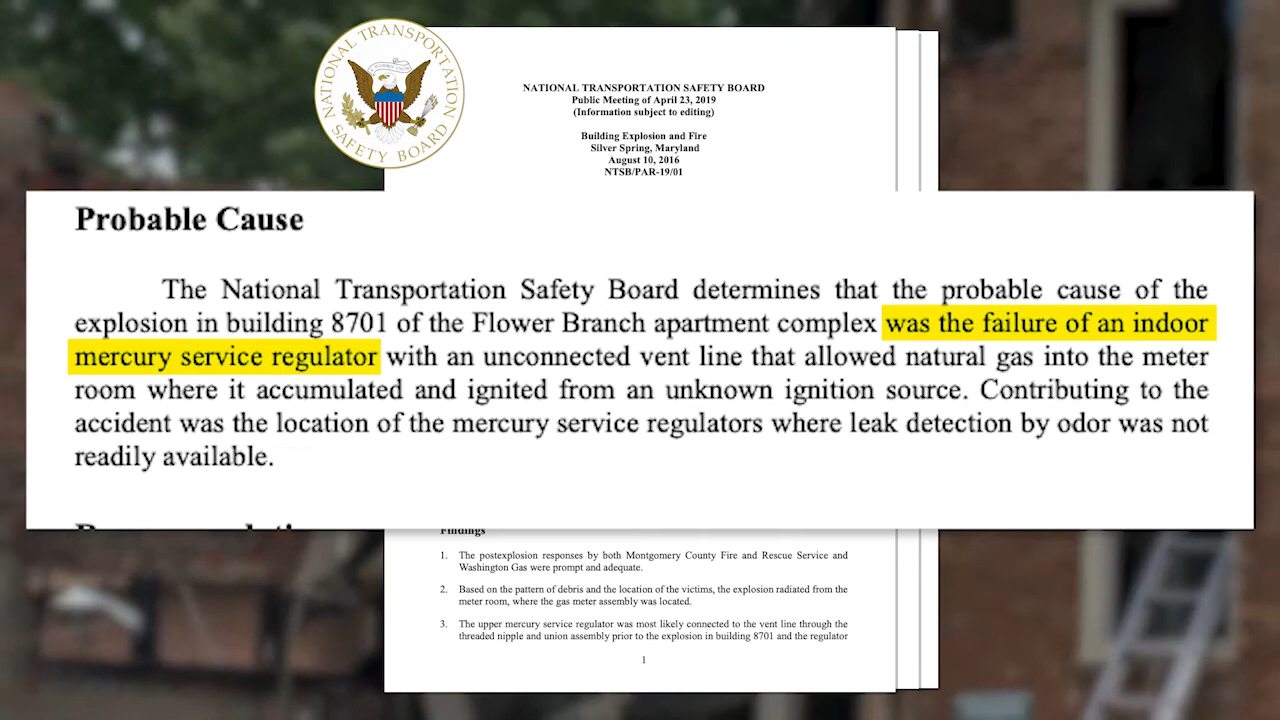 NATIONAL TRANSPORTATION
SAFETY BOARD
NATIONAL TRANSPORTATION SAFETY BOARD
Public Meeting of April 23, 2019
(Information subject to editing)
Building Explosion and Fire
Silver Spring, Maryland
August 10, 2016
NTSB/PAR-19/01
Probable Cause
The National Transportation Safety Board determines that the probable cause of the
explosion in building 8701 of the Flower Branch apartment complex was the failure of an indoor
mercury service regulator with an unconnected vent line that allowed natural gas into the meter
room where it accumulated and ignited from an unknown ignition source. Contributing to the
accident was the location of the mercury service regulators where leak detection by odor was not
readily available.
Findings
1. The postexplosion responses by both Montgomery County Fire and Rescue Service and
Washington Gas were prompt and adequate.
2. Based on the pattern of debris and the location of the victims, the explosion radiated from the
meter room, where the gas meter assembly was located.
3. The upper mercury service regulator was most likely connected to the vent line through the
threaded nipple and union assembly prior to the explosion in building 8701 and the regulator
1